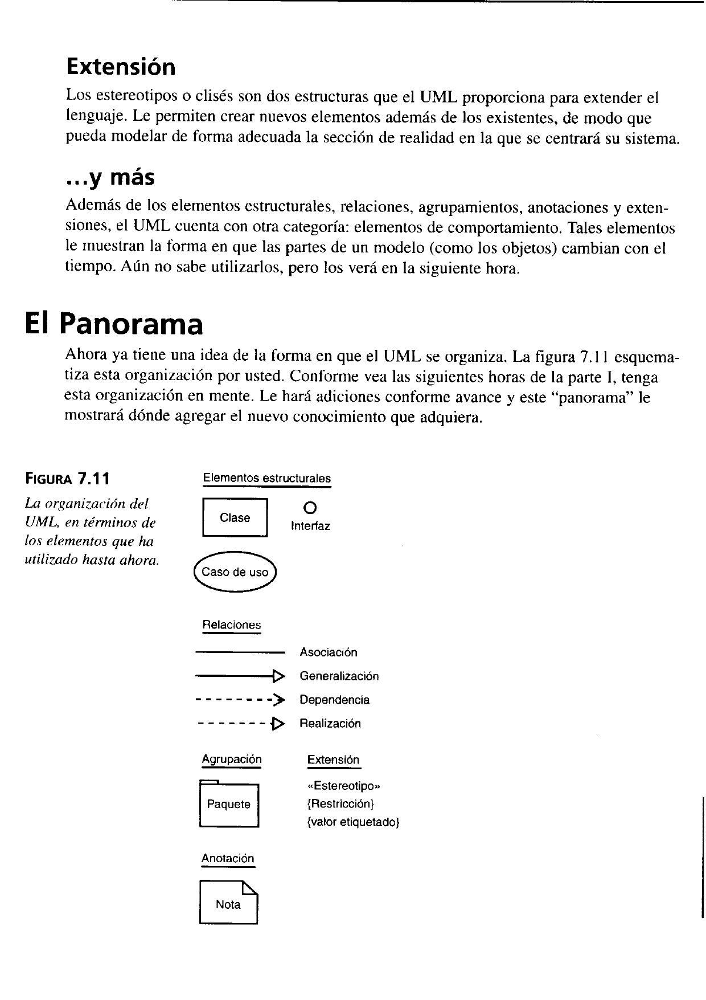 Extensión
Los estereotipos o clisés son dos estructuras que el UML proporciona para extender el
lenguaje. Le permiten crear nuevos elementos además de los existentes, de modo que
pueda modelar de forma adecuada la sección de realidad en la que se centrará su sistema.
...y más
Además de los elementos estructurales, relaciones, agrupamientos, anotaciones y exten-
siones, el UML cuenta con otra categoría: elementos de comportamiento. Tales elementos
le muestran la forma en que las partes de un modelo (como los objetos) cambian con el
tiempo. Aún no sabe utilizarlos, pero los verá en la siguiente hora.
El Panorama
Ahora ya tiene una idea de la forma en que el UML se organiza. La figura 7.11 esquema-
tiza esta organización por usted. Conforme vea las siguientes horas de la parte I, tenga
esta organización en mente. Le hará adiciones conforme avance y este “panorama” le
mostrará dónde agregar el nuevo conocimiento que adquiera.
FIGURA 7.11
La organización del
UML, en términos de
los elementos que ha
utilizado hasta ahora.
Elementos estructurales
Clase
Interfaz
Caso de uso
Relaciones
Asociación
Generalización
Dependencia
Realización
Agrupación
Paquete
Extensión
«Estereotipo»
{Restricción}
{valor etiquetado}
Anotación
Nota